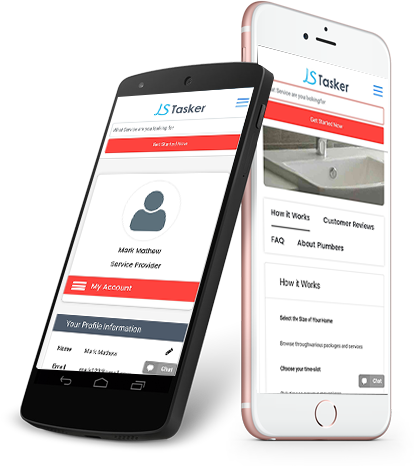 JS Tasker
What Service are you looking for
Get Started Now
Mark Mathew
Service Provider
My Account
Your Profile Information
Name Mark Mathew
Email
Chat
JS Tasker
What Service are you looking for
Get Started Now
How it Works Customer Reviews
FAQ About Plumbers
How it Works
Select the Size of Your Home
Browse through various packages and services
Choose your time-slot
Chat